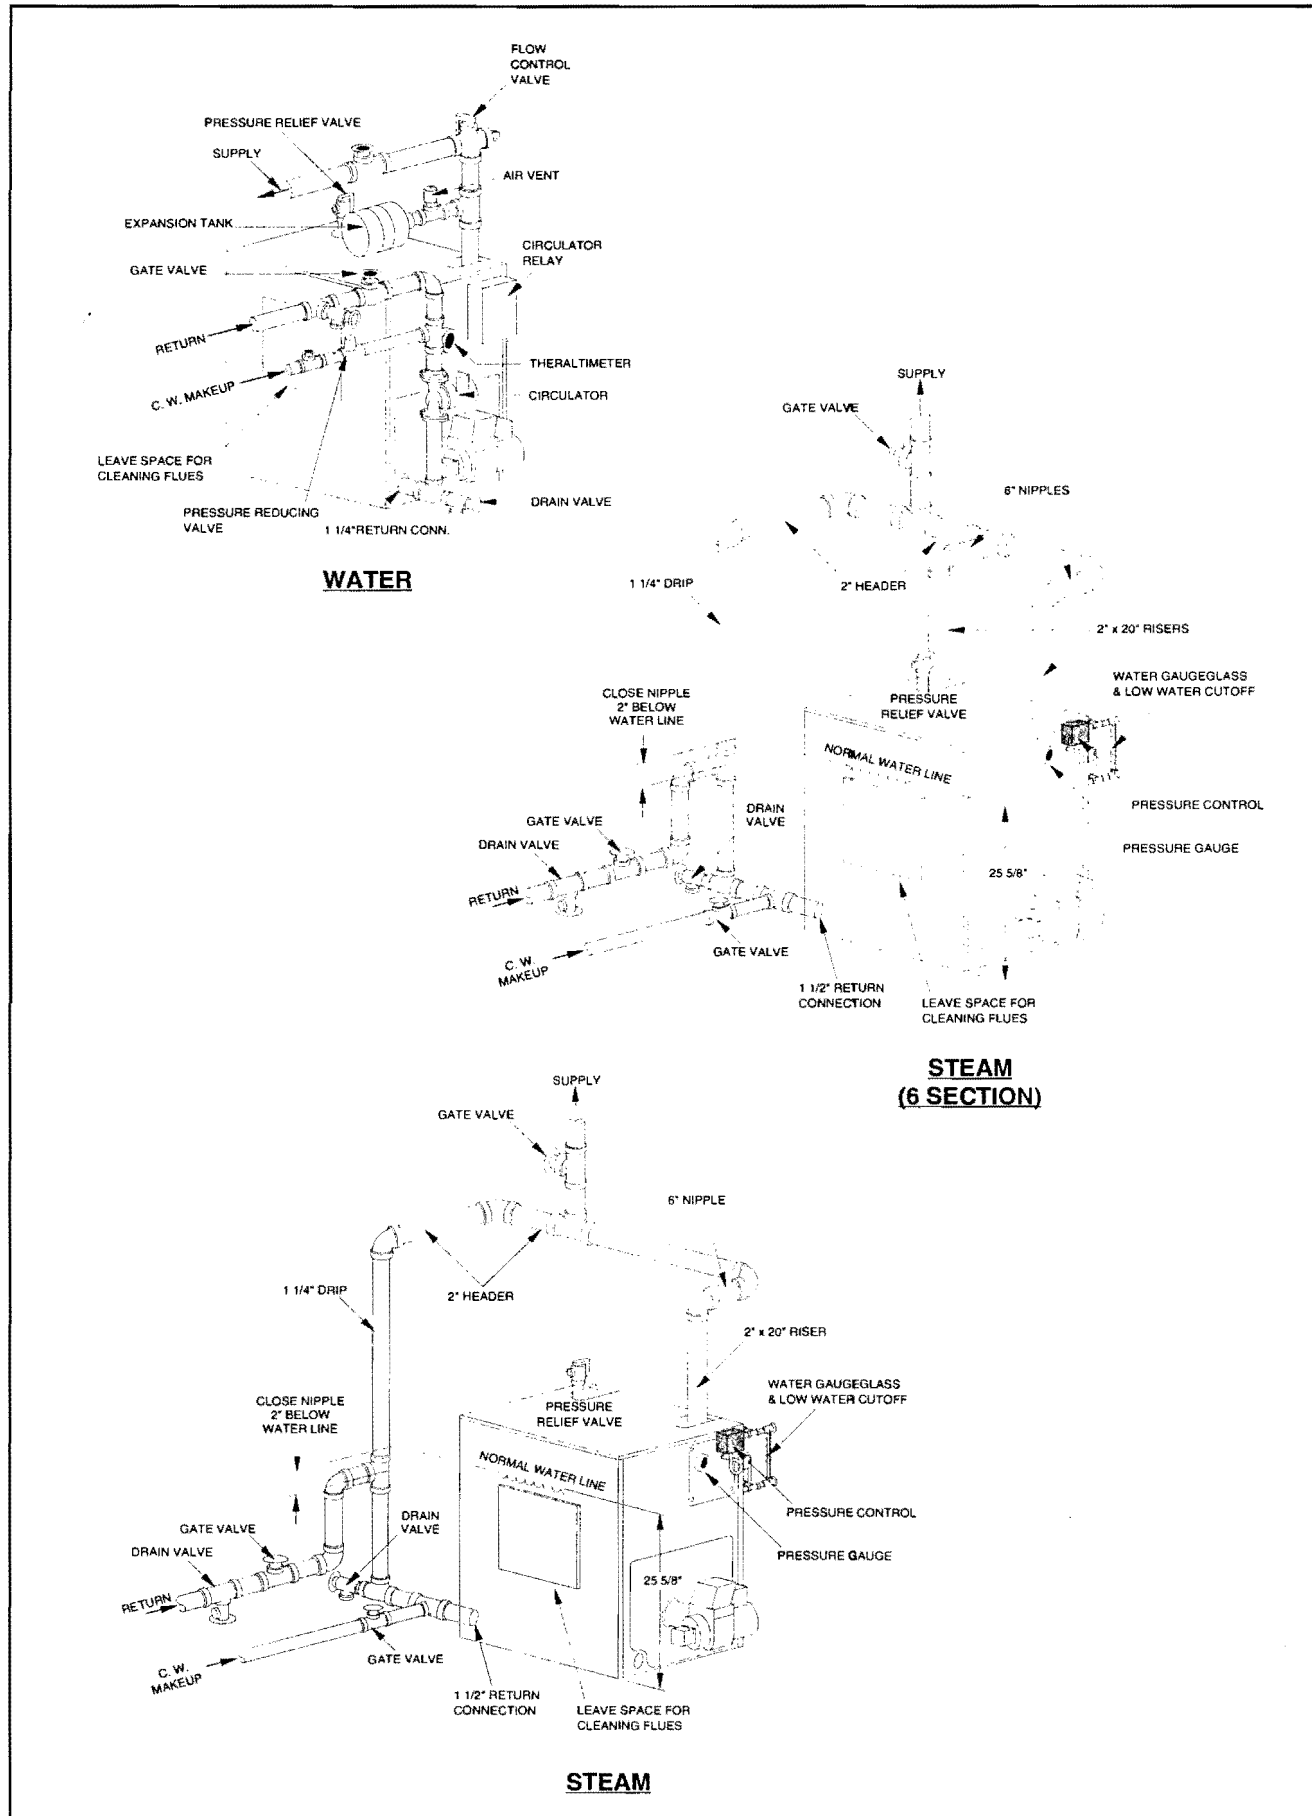 FLOW
CONTROL
VALVE
PRESSURE RELIEF VALVE
SUPPLY
AIR VENT
EXPANSION TANK
CIRCULATOR
RELAY
GATE VALVE
RETURN
THERALTIMETER
C. W. MAKEUP
CIRCULATOR
LEAVE SPACE FOR
CLEANING FLUES
PRESSURE REDUCING
VALVE
1 1/4" RETURN CONN.
DRAIN VALVE
WATER
SUPPLY
GATE VALVE
6" NIPPLES
1 1/4" DRIP
2" HEADER
2" x 20" RISERS
CLOSE NIPPLE
2" BELOW
WATER LINE
PRESSURE
RELIEF VALVE
WATER GAUGEGLASS
& LOW WATER CUTOFF
NORMAL WATER LINE
DRAIN
VALVE
GATE VALVE
DRAIN VALVE
PRESSURE CONTROL
PRESSURE GAUGE
25 5/8"
RETURN
GATE VALVE
C. W.
MAKEUP
1 1/2" RETURN
CONNECTION
LEAVE SPACE FOR
CLEANING FLUES
STEAM
(6 SECTION)
SUPPLY
GATE VALVE
6" NIPPLE
1 1/4" DRIP
2" HEADER
2" x 20" RISER
CLOSE NIPPLE
2" BELOW
WATER LINE
PRESSURE
RELIEF VALVE
WATER GAUGEGLASS
& LOW WATER CUTOFF
NORMAL WATER LINE
DRAIN
VALVE
GATE VALVE
DRAIN VALVE
PRESSURE CONTROL
PRESSURE GAUGE
25 5/8"
RETURN
GATE VALVE
C. W.
MAKEUP
1 1/2" RETURN
CONNECTION
LEAVE SPACE FOR
CLEANING FLUES
STEAM